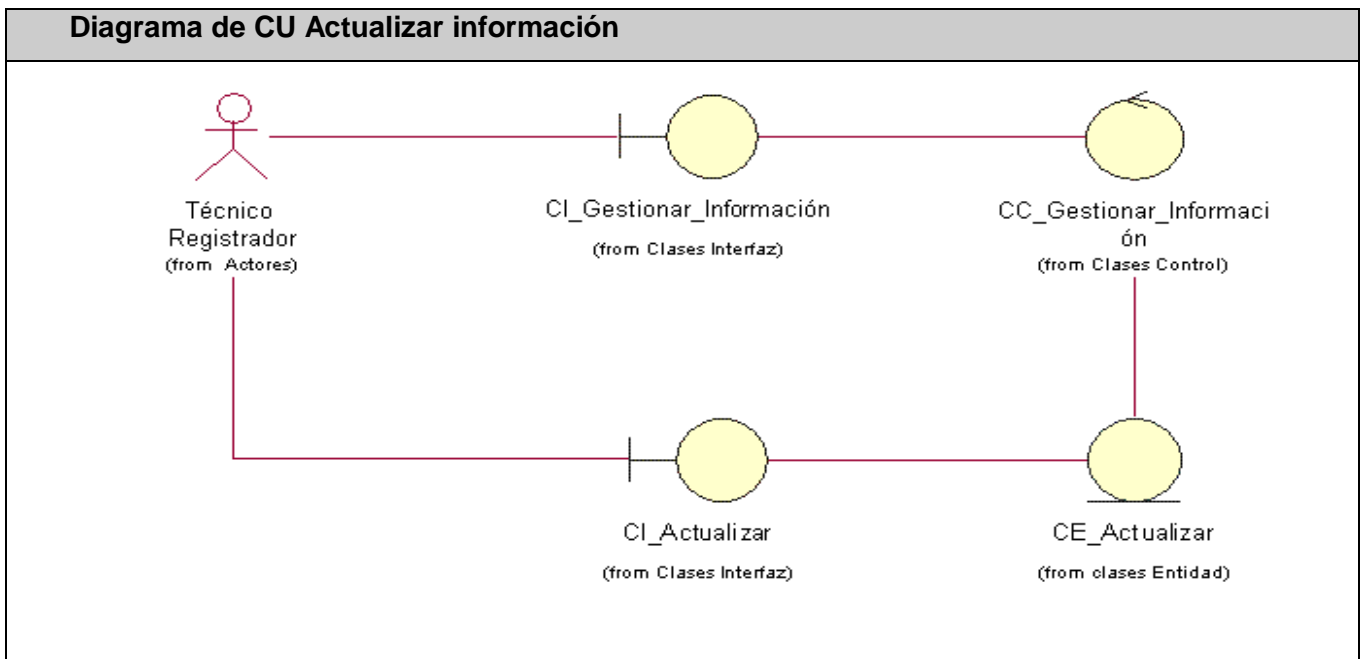 Diagrama de CU Actualizar información
Técnico
Registrador
(from Actores)
CI_Gestionar_Información
(from Clases Interfaz)
CC_Gestionar_Informaci
ón
(from Clases Control)
CI_Actualizar
(from Clases Interfaz)
CE_Actualizar
(from clases Entidad)